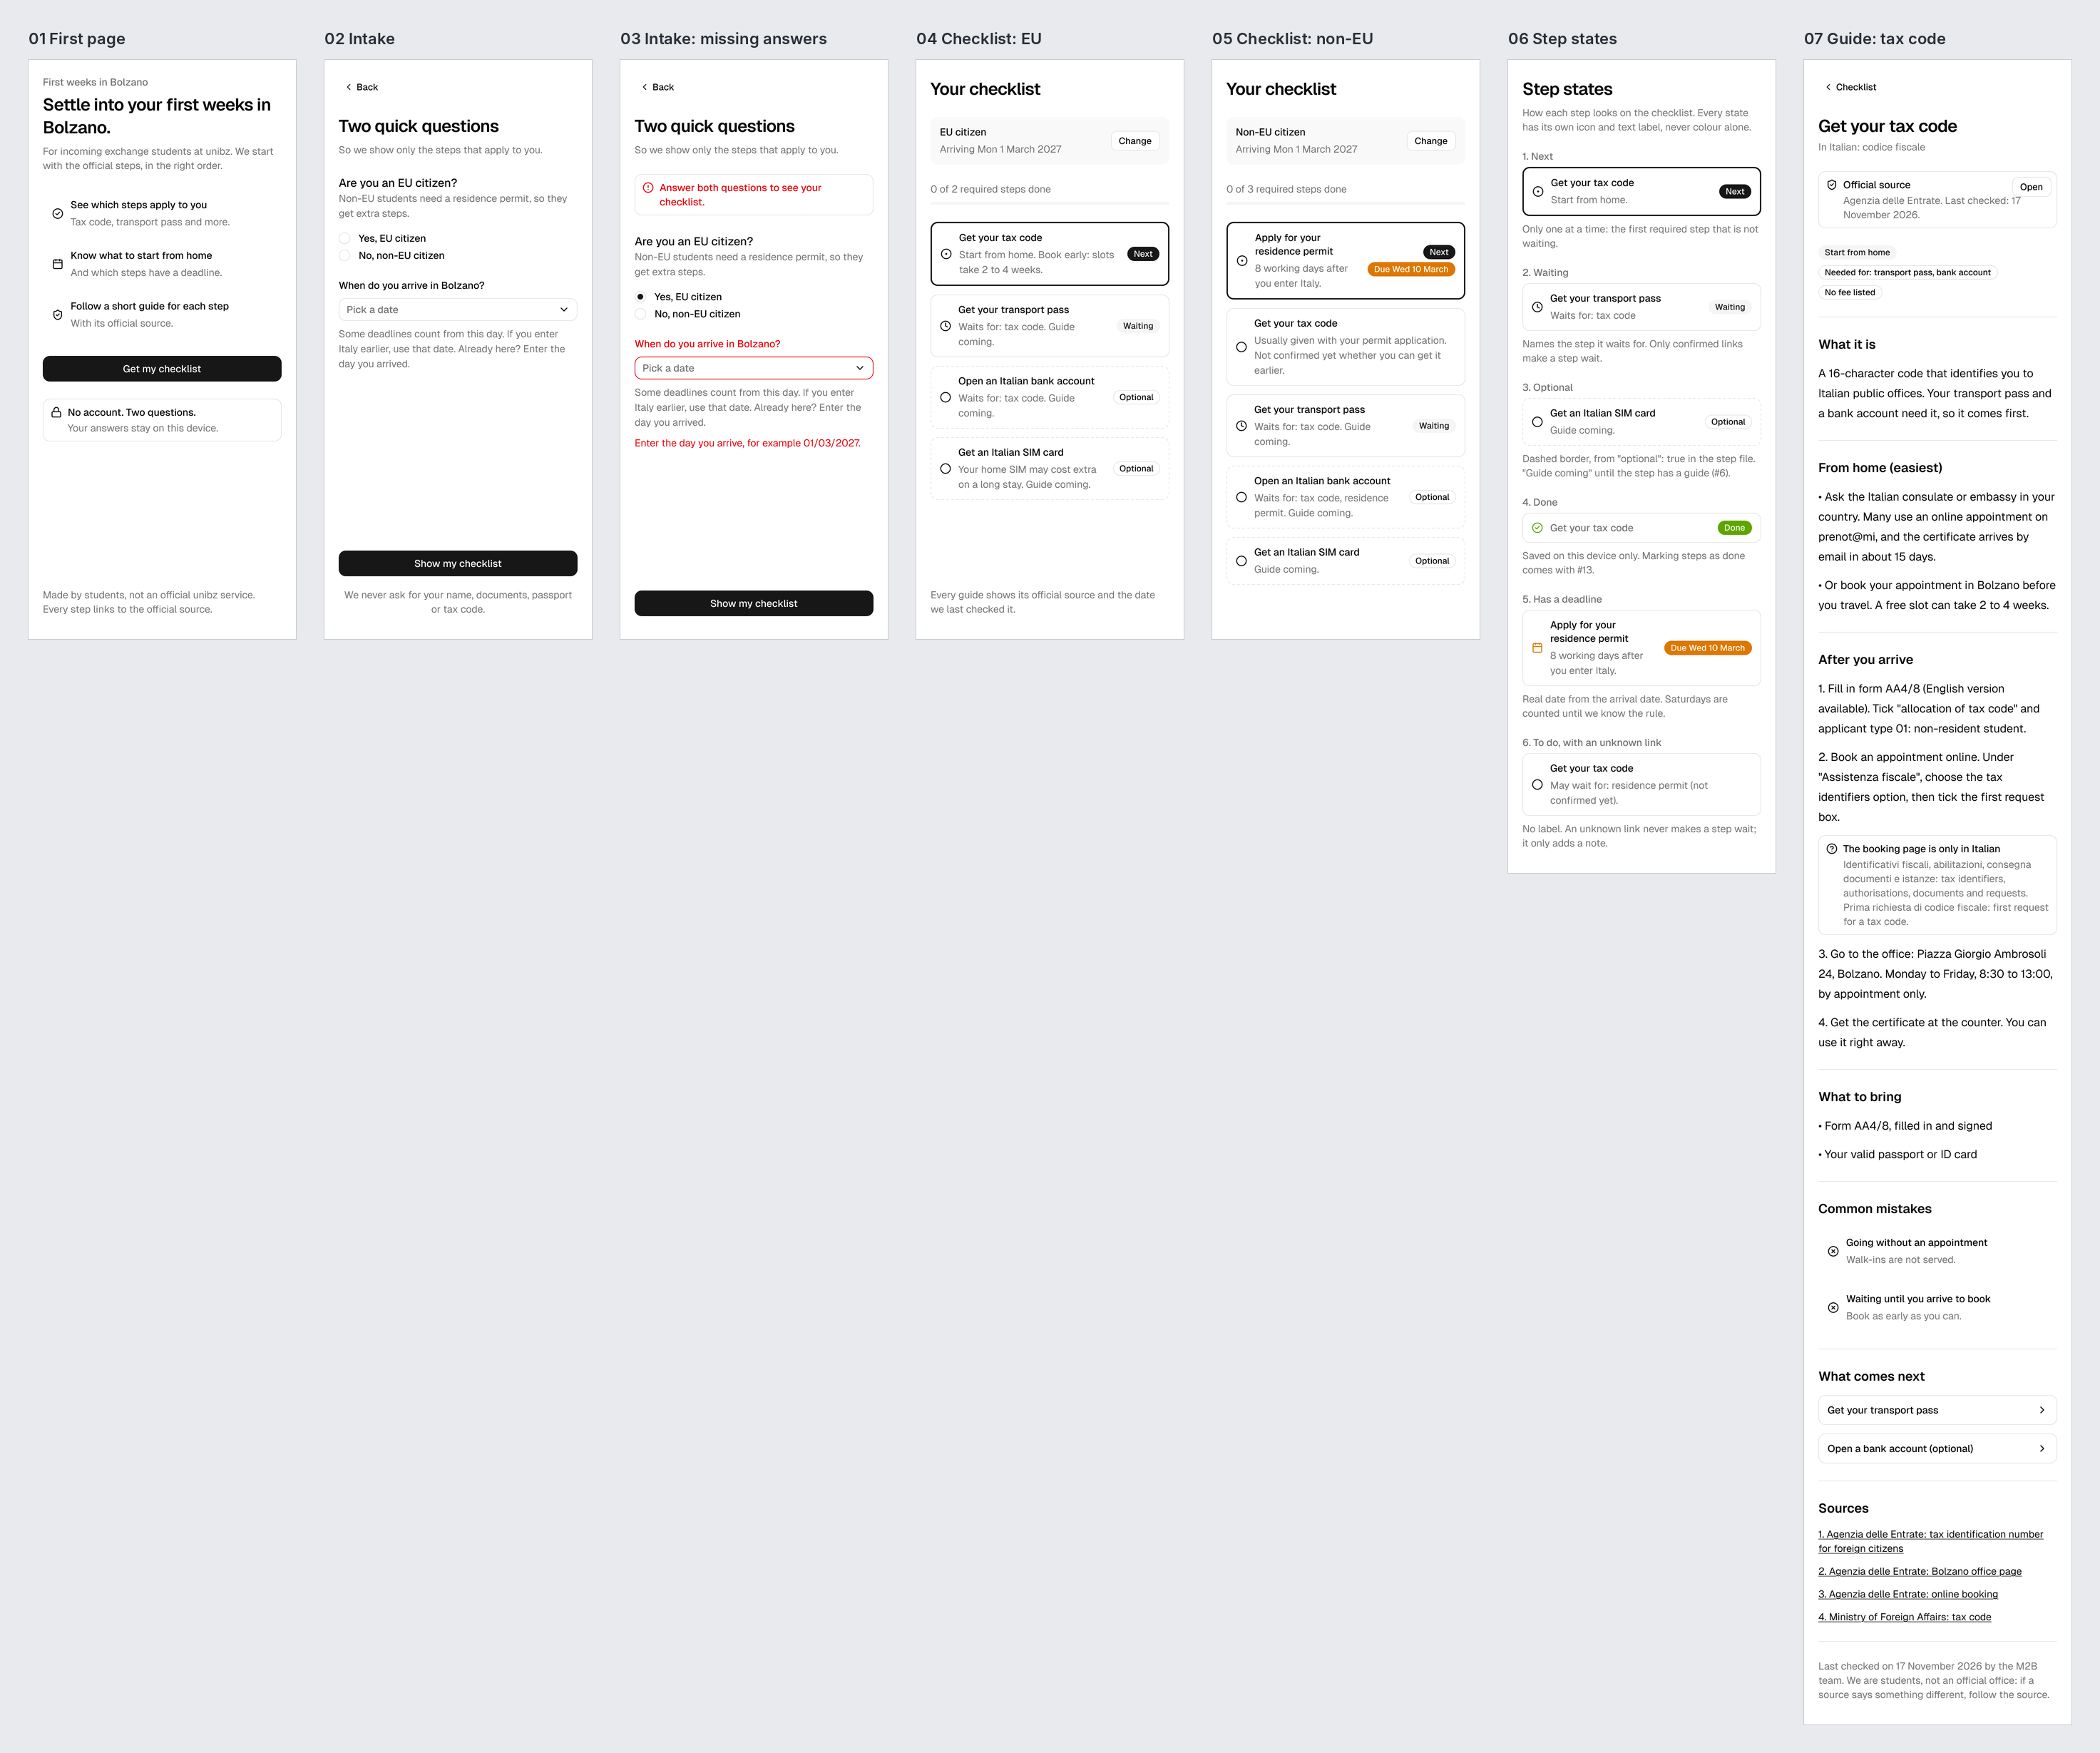 01 First page
First weeks in Bolzano
Settle into your first weeks in
Bolzano.
For incoming exchange students at unibz. We start
with the official steps, in the right order.
See which steps apply to you
Tax code, transport pass and more.
Know what to start from home
And which steps have a deadline.
Follow a short guide for each step
With its official source.
Get my checklist
No account. Two questions.
Your answers stay on this device.
Made by students, not an official unibz service.
Every step links to the official source.
02 Intake
Back
Two quick questions
So we show only the steps that apply to you.
Are you an EU citizen?
Non-EU students need a residence permit, so they
get extra steps.
Yes, EU citizen
No, non-EU citizen
When do you arrive in Bolzano?
Pick a date
Some deadlines count from this day. If you enter
Italy earlier, use that date. Already here? Enter the
day you arrived.
Show my checklist
We never ask for your name, documents, passport
or tax code.
03 Intake: missing answers
Back
Two quick questions
So we show only the steps that apply to you.
Answer both questions to see your
checklist.
Are you an EU citizen?
Non-EU students need a residence permit, so they
get extra steps.
Yes, EU citizen
No, non-EU citizen
When do you arrive in Bolzano?
Pick a date
Some deadlines count from this day. If you enter
Italy earlier, use that date. Already here? Enter the
day you arrived.
Enter the day you arrive, for example 01/03/2027.
Show my checklist
04 Checklist: EU
Your checklist
EU citizen
Arriving Mon 1 March 2027
Change
0 of 2 required steps done
Get your tax code
Start from home. Book early: slots
take 2 to 4 weeks.
Next
Get your transport pass
Waits for: tax code. Guide
coming.
Waiting
Open an Italian bank account
Waits for: tax code. Guide
coming.
Optional
Get an Italian SIM card
Your home SIM may cost extra
on a long stay. Guide coming.
Optional
Every guide shows its official source and the date
we last checked it.
05 Checklist: non-EU
Your checklist
Non-EU citizen
Arriving Mon 1 March 2027
Change
0 of 3 required steps done
Apply for your
residence permit
8 working days after
you enter Italy.
Next
Due Wed 10 March
Get your tax code
Usually given with your permit application.
Not confirmed yet whether you can get it
earlier.
Get your transport pass
Waits for: tax code. Guide
coming.
Waiting
Open an Italian bank account
Waits for: tax code, residence
permit. Guide coming.
Optional
Get an Italian SIM card
Guide coming.
Optional
06 Step states
Step states
How each step looks on the checklist. Every state
has its own icon and text label, never colour alone.
1. Next
Get your tax code
Start from home.
Next
Only one at a time: the first required step that is not
waiting.
2. Waiting
Get your transport pass
Waits for: tax code
Waiting
Names the step it waits for. Only confirmed links
make a step wait.
3. Optional
Get an Italian SIM card
Guide coming.
Optional
Dashed border, from "optional": true in the step file.
"Guide coming" until the step has a guide (#6).
4. Done
Get your tax code
Done
Saved on this device only. Marking steps as done
comes with #13.
5. Has a deadline
Apply for your
residence permit
8 working days after
you enter Italy.
Due Wed 10 March
Real date from the arrival date. Saturdays are
counted until we know the rule.
6. To do, with an unknown link
Get your tax code
May wait for: residence permit (not
confirmed yet).
No label. An unknown link never makes a step wait;
it only adds a note.
07 Guide: tax code
Checklist
Get your tax code
In Italian: codice fiscale
Official source
Agenzia delle Entrate. Last checked: 17
November 2026.
Open
Start from home
Needed for: transport pass, bank account
No fee listed
What it is
A 16-character code that identifies you to
Italian public offices. Your transport pass and
a bank account need it, so it comes first.
From home (easiest)
• Ask the Italian consulate or embassy in your
country. Many use an online appointment on
prenot@mi, and the certificate arrives by
email in about 15 days.
• Or book your appointment in Bolzano before
you travel. A free slot can take 2 to 4 weeks.
After you arrive
1. Fill in form AA4/8 (English version
available). Tick "allocation of tax code" and
applicant type 01: non-resident student.
2. Book an appointment online. Under
"Assistenza fiscale", choose the tax
identifiers option, then tick the first request
box.
The booking page is only in Italian
Identificativi fiscali, abilitazioni, consegna
documenti e istanze: tax identifiers,
authorisations, documents and requests.
Prima richiesta di codice fiscale: first request
for a tax code.
3. Go to the office: Piazza Giorgio Ambrosoli
24, Bolzano. Monday to Friday, 8:30 to 13:00,
by appointment only.
4. Get the certificate at the counter. You can
use it right away.
What to bring
• Form AA4/8, filled in and signed
• Your valid passport or ID card
Common mistakes
Going without an appointment
Walk-ins are not served.
Waiting until you arrive to book
Book as early as you can.
What comes next
Get your transport pass
Open a bank account (optional)
Sources
1. Agenzia delle Entrate: tax identification number
for foreign citizens
2. Agenzia delle Entrate: Bolzano office page
3. Agenzia delle Entrate: online booking
4. Ministry of Foreign Affairs: tax code
Last checked on 17 November 2026 by the M2B
team. We are students, not an official office: if a
source says something different, follow the source.